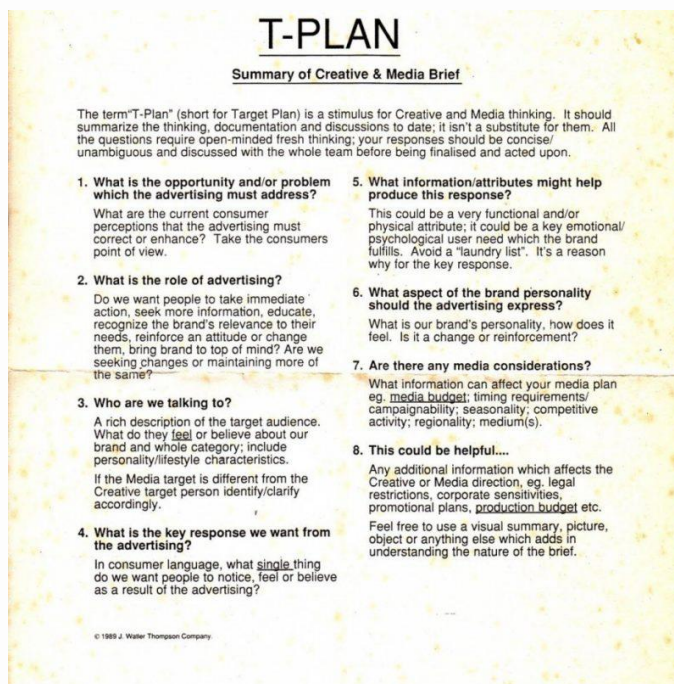 T-PLAN
Summary of Creative & Media Brief
The term"T-Plan" (short for Target Plan) is a stimulus for Creative and Media thinking. It should
summarize the thinking, documentation and discussions to date; it isn't a substitute for them. All
the questions require open-minded fresh thinking; your responses should be concise/
unambiguous and discussed with the whole team before being finalised and acted upon.
1. What is the opportunity and/or problem
which the advertising must address?
What are the current consumer
perceptions that the advertising must
correct or enhance? Take the consumers
point of view.
2. What is the role of advertising?
Do we want people to take immediate
action, seek more information, educate,
recognize the brand's relevance to their
needs, reinforce an attitude or change
them, bring brand to top of mind? Are we
seeking changes or maintaining more of
the same?
3. Who are we talking to?
A rich description of the target audience.
What do they feel or believe about our
brand and whole category; include
personality/lifestyle characteristics.
If the Media target is different from the
Creative target person identify/clarify
accordingly.
4. What is the key response we want from
the advertising?
In consumer language, what single thing
do we want people to notice, feel or believe
as a result of the advertising?
5. What information/attributes might help
produce this response?
This could be a very functional and/or
physical attribute; it could be a key emotional/
psychological user need which the brand
fulfills. Avoid a "laundry list". It's a reason
why for the key response.
6. What aspect of the brand personality
should the advertising express?
What is our brand's personality, how does it
feel. Is it a change or reinforcement?
7. Are there any media considerations?
What information can affect your media plan
eg. media budget; timing requirements/
campaignability; seasonality; competitive
activity; regionality; medium(s).
8. This could be helpful....
Any additional information which affects the
Creative or Media direction, eg. legal
restrictions, corporate sensitivities,
promotional plans, production budget etc.
Feel free to use a visual summary, picture,
object or anything else which adds in
understanding the nature of the brief.
© 1989 J. Walter Thompson Company.